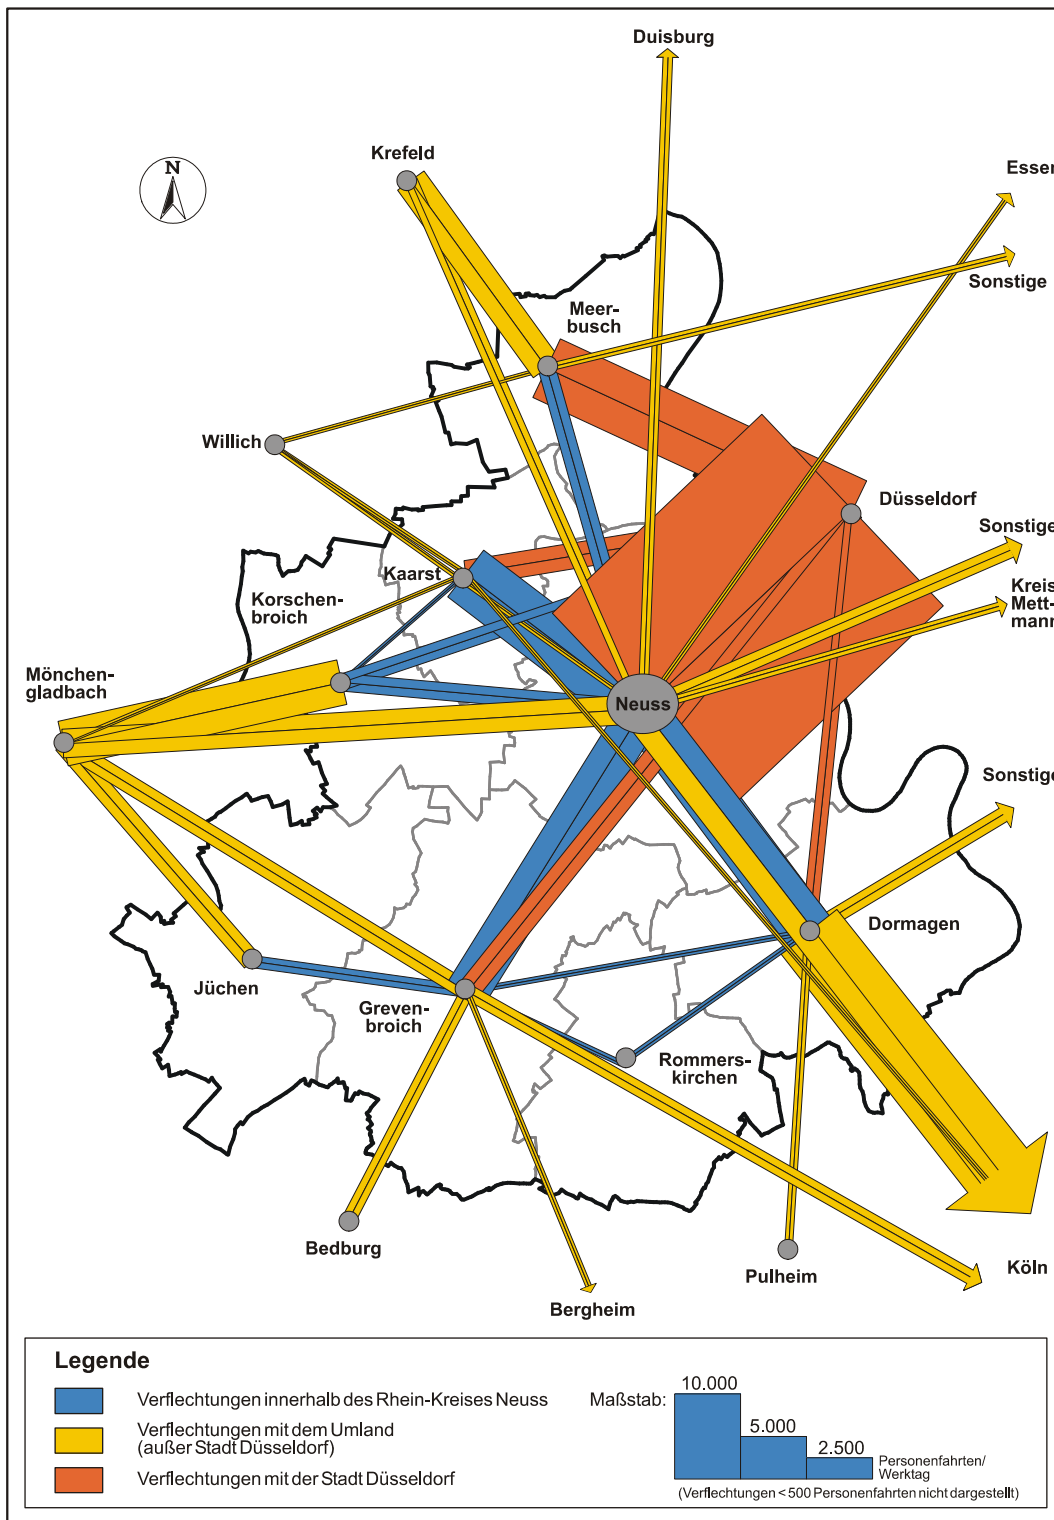 Duisburg
Krefeld
N
Essen
Sonstige
Meer-
busch
Willich
Düsseldorf
Sonstige
Kaarst
Kreis
Mett-
mann
Korschen-
broich
Mönchen-
gladbach
Neuss
Sonstige
Dormagen
Jüchen
Greven-
broich
Rommers-
kirchen
Bedburg
Pulheim
Köln
Bergheim
Legende
Verflechtungen innerhalb des Rhein-Kreises Neuss
Verflechtungen mit dem Umland
(außer Stadt Düsseldorf)
Verflechtungen mit der Stadt Düsseldorf
Maßstab:
10.000
5.000
2.500
Personenfahrten/
Werktag
(Verflechtungen < 500 Personenfahrten nicht dargestellt)